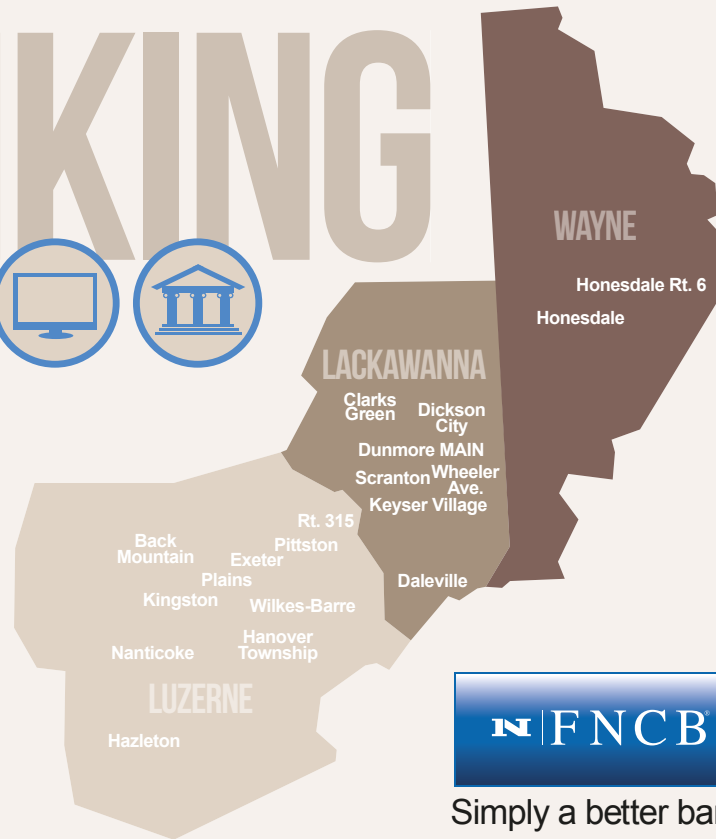 KING
WAYNE
Honesdale Rt. 6
Honesdale
LACKAWANNA
Clarks
Green
Dickson
City
Dunmore MAIN
Scranton
Wheeler
Ave.
Keyser Village
Daleville
Rt. 315
Pittston
Back
Mountain
Exeter
Plains
Kingston
Wilkes-Barre
Hanover
Township
Nanticoke
LUZERNE
Hazleton
N FNCB®
Simply a better ba